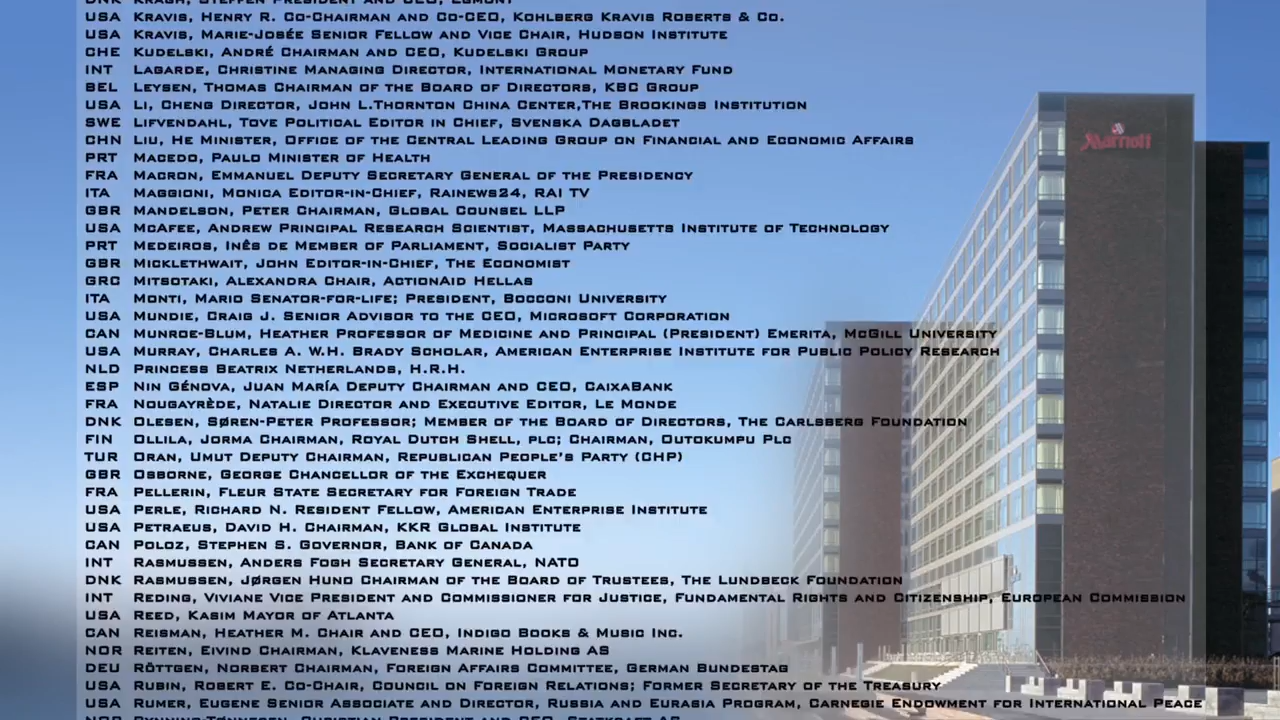 DNK Kragh, Steffen President and CEO, Egmont
USA Kravis, Henry R. Co-Chairman and Co-CEO, Kohlberg Kravis Roberts & Co.
USA Kravis, Marie-Josée Senior Fellow and Vice Chair, Hudson Institute
CHE Kudelski, André Chairman and CEO, Kudelski Group
INT Lagarde, Christine Managing Director, International Monetary Fund
BEL Leysen, Thomas Chairman of the Board of Directors, KBC Group
USA Li, Cheng Director, John L.Thornton China Center,The Brookings Institution
SWE Lifvendahl, Tove Political Editor in Chief, Svenska Dagbladet
CHN Liu, He Minister, Office of the Central Leading Group on Financial and Economic Affairs
PRT Macedo, Paulo Minister of Health
FRA Macron, Emmanuel Deputy Secretary General of the Presidency
ITA Maggioni, Monica Editor-in-Chief, Rainews24, RAI TV
GBR Mandelson, Peter Chairman, Global Counsel LLP
USA McAfee, Andrew Principal Research Scientist, Massachusetts Institute of Technology
PRT Medeiros, Inês de Member of Parliament, Socialist Party
GBR Micklethwait, John Editor-in-Chief, The Economist
GRC Mitsotaki, Alexandra Chair, ActionAid Hellas
ITA Monti, Mario Senator-for-life; President, Bocconi University
USA Mundie, Craig J. Senior Advisor to the CEO, Microsoft Corporation
CAN Munroe-Blum, Heather Professor of Medicine and Principal (President) Emerita, McGill University
USA Murray, Charles A. W.H. Brady Scholar, American Enterprise Institute for Public Policy Research
NLD Princess Beatrix Netherlands, H.R.H.
ESP Nin Génova, Juan María Deputy Chairman and CEO, CaixaBank
FRA Nougayrède, Natalie Director and Executive Editor, Le Monde
DNK Olesen, Søren-Peter Professor; Member of the Board of Directors, The Carlsberg Foundation
FIN Ollila, Jorma Chairman, Royal Dutch Shell, plc; Chairman, Outokumpu Plc
TUR Oran, Umut Deputy Chairman, Republican People's Party (CHP)
GBR Osborne, George Chancellor of the Exchequer
FRA Pellerin, Fleur State Secretary for Foreign Trade
USA Perle, Richard N. Resident Fellow, American Enterprise Institute
USA Petraeus, David H. Chairman, KKR Global Institute
CAN Poloz, Stephen S. Governor, Bank of Canada
INT Rasmussen, Anders Fogh Secretary General, NATO
DNK Rasmussen, Jørgen Huno Chairman of the Board of Trustees, The Lundbeck Foundation
INT Reding, Viviane Vice President and Commissioner for Justice, Fundamental Rights and Citizenship, European Commission
USA Reed, Kasim Mayor of Atlanta
CAN Reisman, Heather M. Chair and CEO, Indigo Books & Music Inc.
NOR Reiten, Eivind Chairman, Klaveness Marine Holding AS
DEU Röttgen, Norbert Chairman, Foreign Affairs Committee, German Bundestag
USA Rubin, Robert E. Co-Chair, Council on Foreign Relations; Former Secretary of the Treasury
USA Rumer, Eugene Senior Associate and Director, Russia and Eurasia Program, Carnegie Endowment for International Peace
NOR Rynning-Tønnesen, Christian President and CEO, Statkraft AS
Marriott